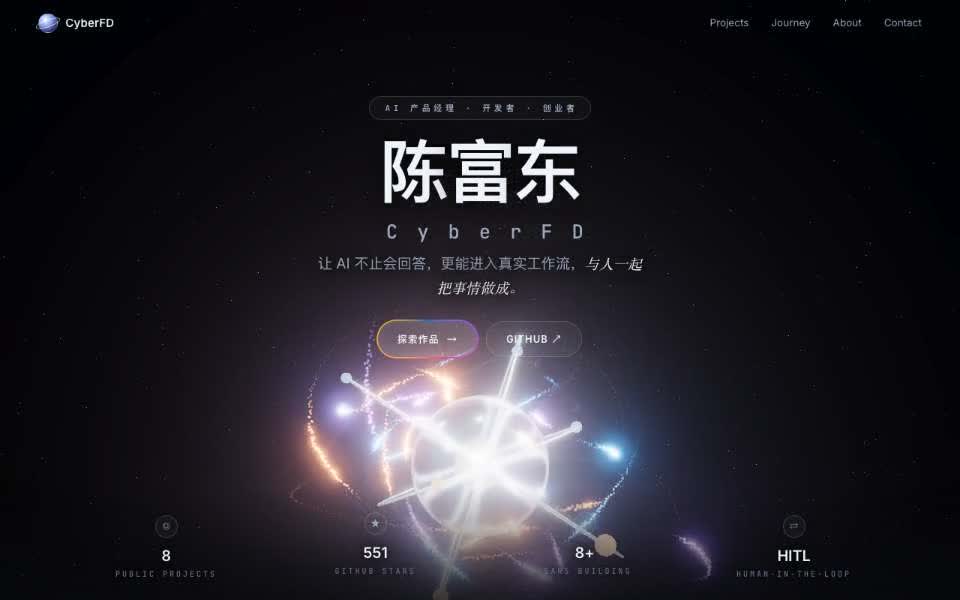 CyberFD
Projects Journey About Contact
AI 产品经理 · 开发者 · 创业者
陈富东
CyberFD
让 AI 不止会回答，更能进入真实工作流，与人一起
把事情做成。
探索作品 →
GITHUB ↗
8
PUBLIC PROJECTS
551
GITHUB STARS
8+
BUILDING
HITL
HUMAN-IN-THE-LOOP